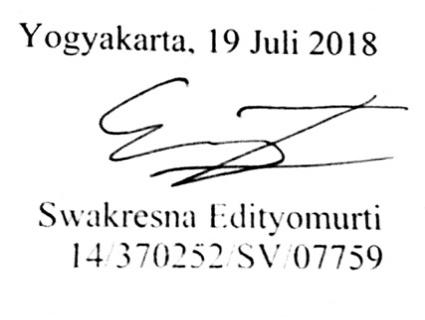 Yogyakarta, 19 Juli 2018
Swakresna Edityomurti
14/370252/SV/07759